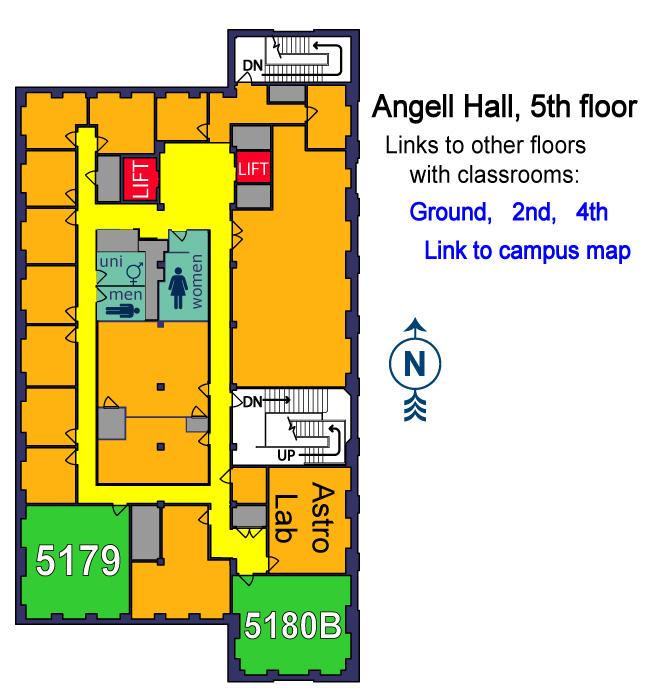 DN
Angell Hall, 5th floor
Links to other floors
with classrooms:
Ground, 2nd, 4th
Link to campus map
LIFT
LIFT
uni
men
women
N
DN
UP
Astro
Lab
5179
5180B